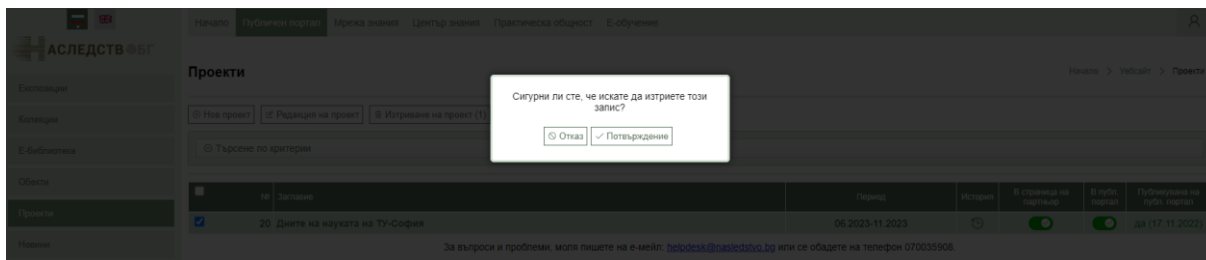 Начало Публичен портал Мрежа знания Център знания Практическа общност Е-обучение
АСЛЕДСТВ БГ
Проекти
Начало > Уебсайт > Проекти
Сигурни ли сте, че искате да изтриете този
запис?
Експозиции
Колекции
Нов проект Редакция на проект Изтриване на проект (1)
Отказ Потвърждение
Е-библиотека
Търсене по критерии
Обекти
Id Заглавие Период История В страница на партньор В публ. портал Публикувана на публ. портал
Проекти
20 Дните на науката на ТУ-София 06.2023-11.2023 да (17.11.2022)
Новини
За въпроси и проблеми, моля пишете на е-мейл: helpdesk@nasledstvo.bg или се обадете на телефон 070035908.